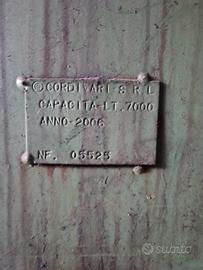 ©CORDIVARI S R L
CAPACITA-LT.7000
ANNO-2006
NF. 05525
subito